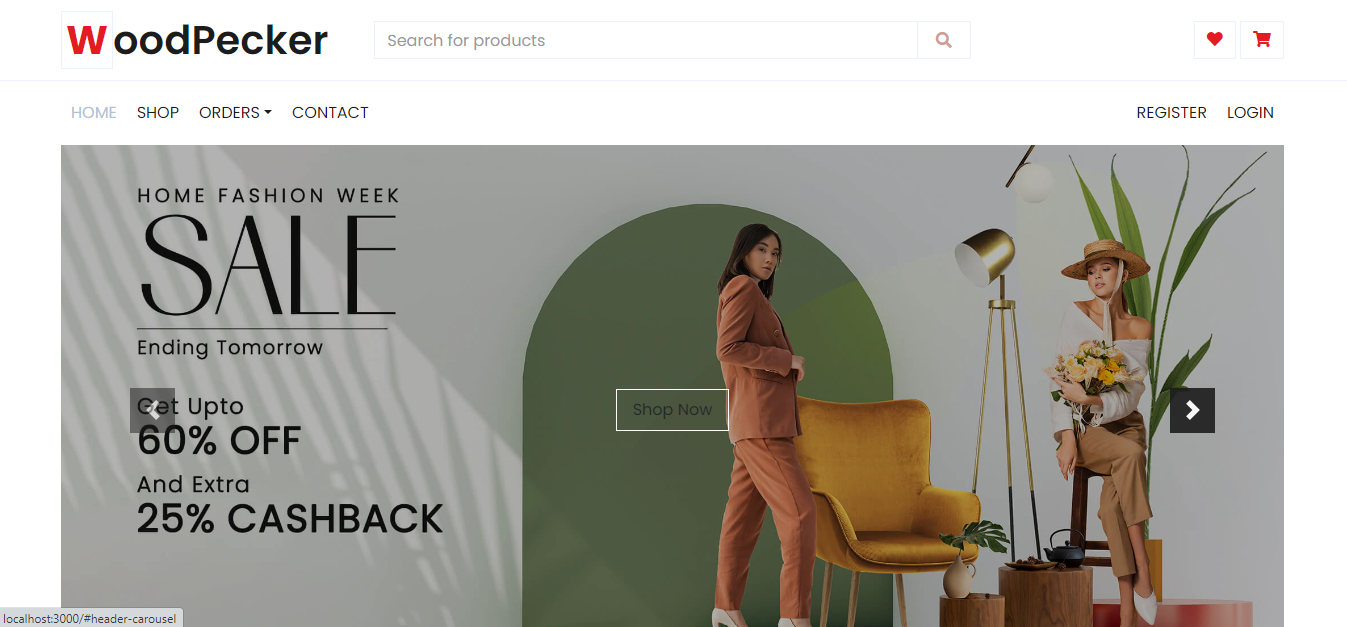 WoodPecker
Search for products
HOME SHOP ORDERS CONTACT REGISTER LOGIN
HOME FASHION WEEK
SALE
Ending Tomorrow
Get Upto
60% OFF
Shop Now
And Extra
25% CASHBACK
localhost:3000/#header-carousel